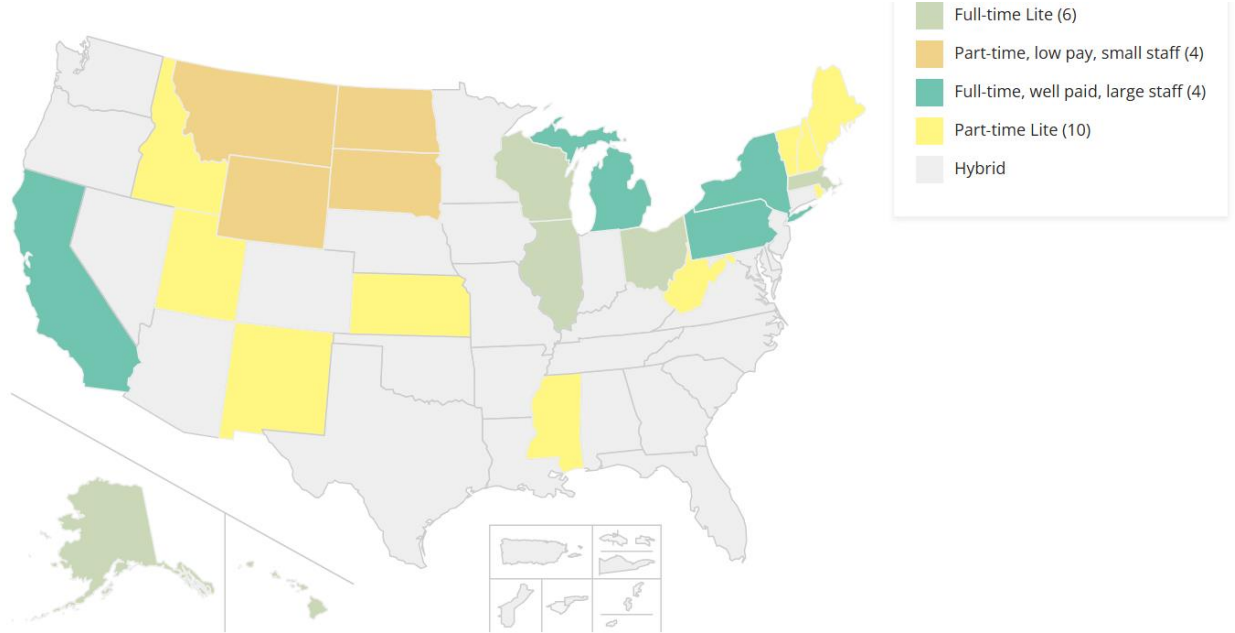 Full-time Lite (6)
Part-time, low pay, small staff (4)
Full-time, well paid, large staff (4)
Part-time Lite (10)
Hybrid